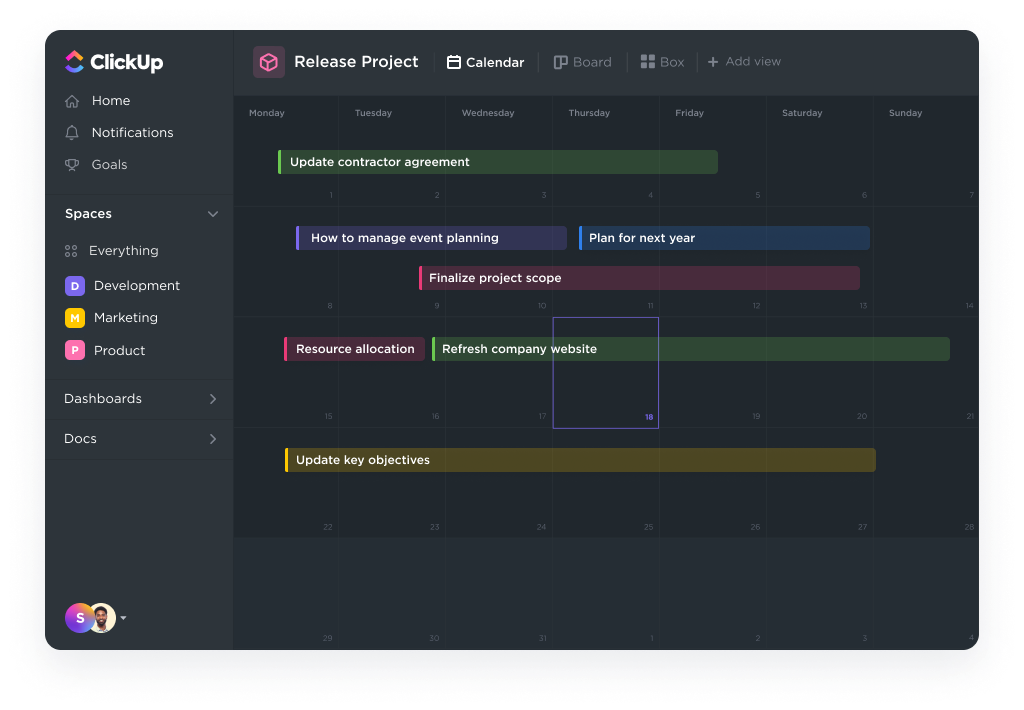 ClickUp
Release Project
Calendar
Board
Box
+ Add view
Home
Notifications
Goals
Spaces
Everything
D Development
M Marketing
P Product
Dashboards
Docs
S
Monday Tuesday Wednesday Thursday Friday Saturday Sunday
Update contractor agreement
1 2 3 4 5 6 7
How to manage event planning
Plan for next year
Finalize project scope
8 9 10 11 12 13 14
Resource allocation
Refresh company website
15 16 17 18 19 20 21
Update key objectives
22 23 24 25 26 27 28
29 30 31 1 2 3 4